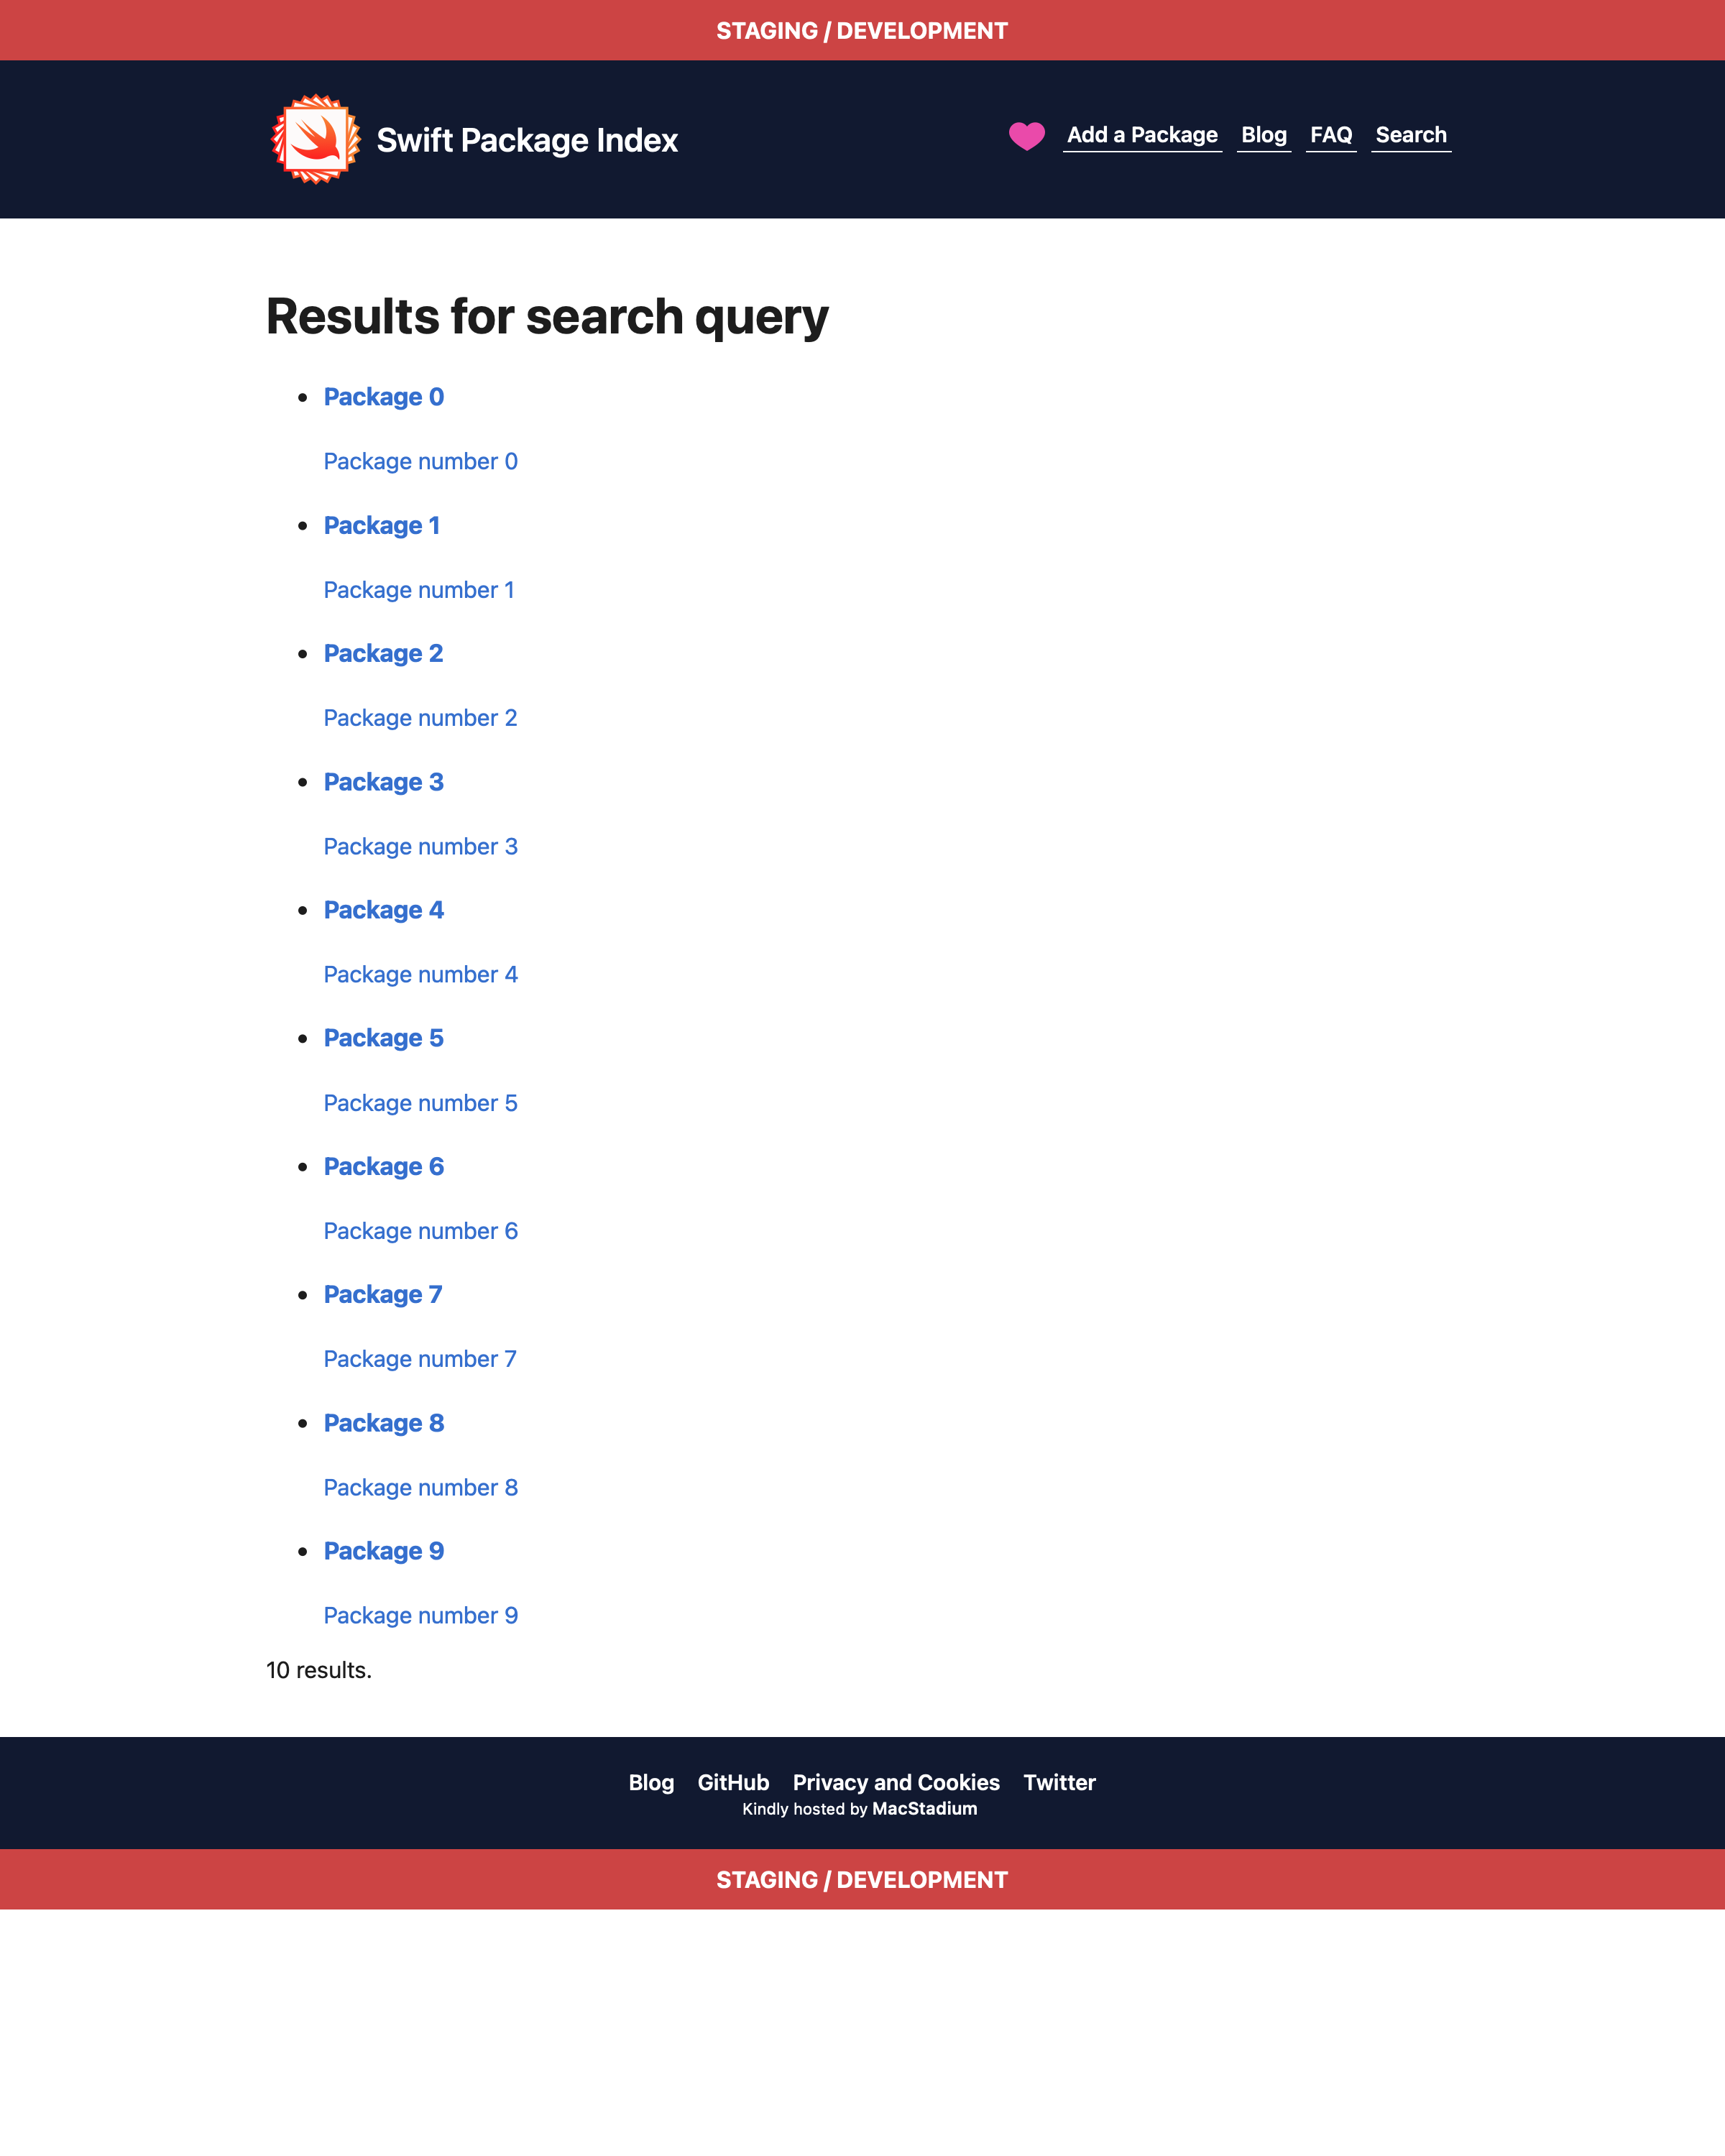 STAGING / DEVELOPMENT
Swift Package Index
Add a Package Blog FAQ Search
Results for search query
Package 0
Package number 0
Package 1
Package number 1
Package 2
Package number 2
Package 3
Package number 3
Package 4
Package number 4
Package 5
Package number 5
Package 6
Package number 6
Package 7
Package number 7
Package 8
Package number 8
Package 9
Package number 9
10 results.
Blog GitHub Privacy and Cookies Twitter
Kindly hosted by MacStadium
STAGING / DEVELOPMENT